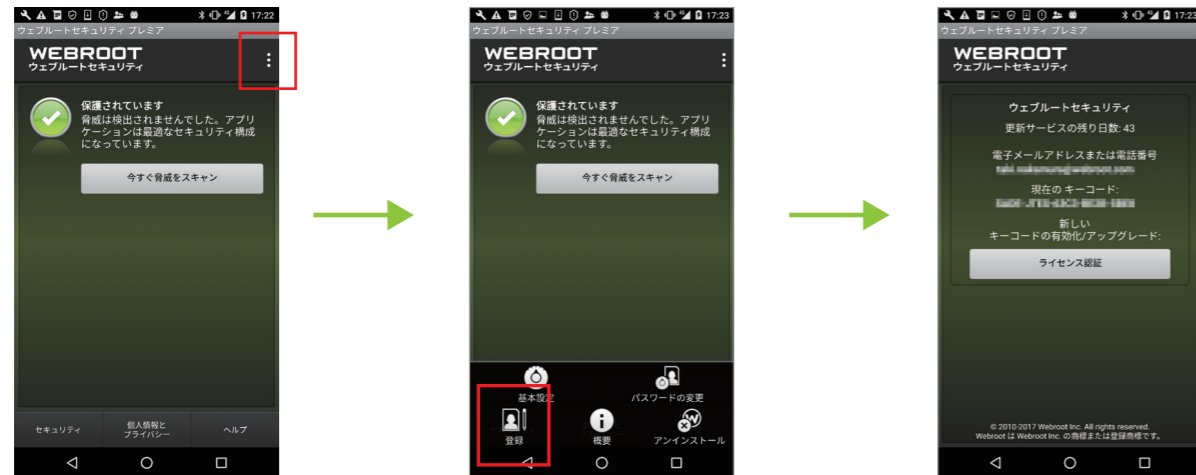 17:22
ウェブルートセキュリティ プレミア
WEBROOT
ウェブルートセキュリティ
保護されています
脅威は検出されませんでした。アプリ
ケーションは最適なセキュリティ構成
になっています。
今すぐ脅威をスキャン
セキュリティ
個人情報と
プライバシー
ヘルプ
17:23
ウェブルートセキュリティ プレミア
WEBROOT
ウェブルートセキュリティ
保護されています
脅威は検出されませんでした。アプリ
ケーションは最適なセキュリティ構成
になっています。
今すぐ脅威をスキャン
基本設定
パスワードの変更
登録
概要
アンインストール
17:23
ウェブルートセキュリティ プレミア
WEBROOT
ウェブルートセキュリティ
ウェブルートセキュリティ
更新サービスの残り日数: 43
電子メールアドレスまたは電話番号
現在の キーコード:
新しい
キーコードの有効化/アップグレード:
ライセンス認証
© 2010-2017 Webroot Inc. All rights reserved.
Webroot は Webroot Inc. の商標または登録商標です。